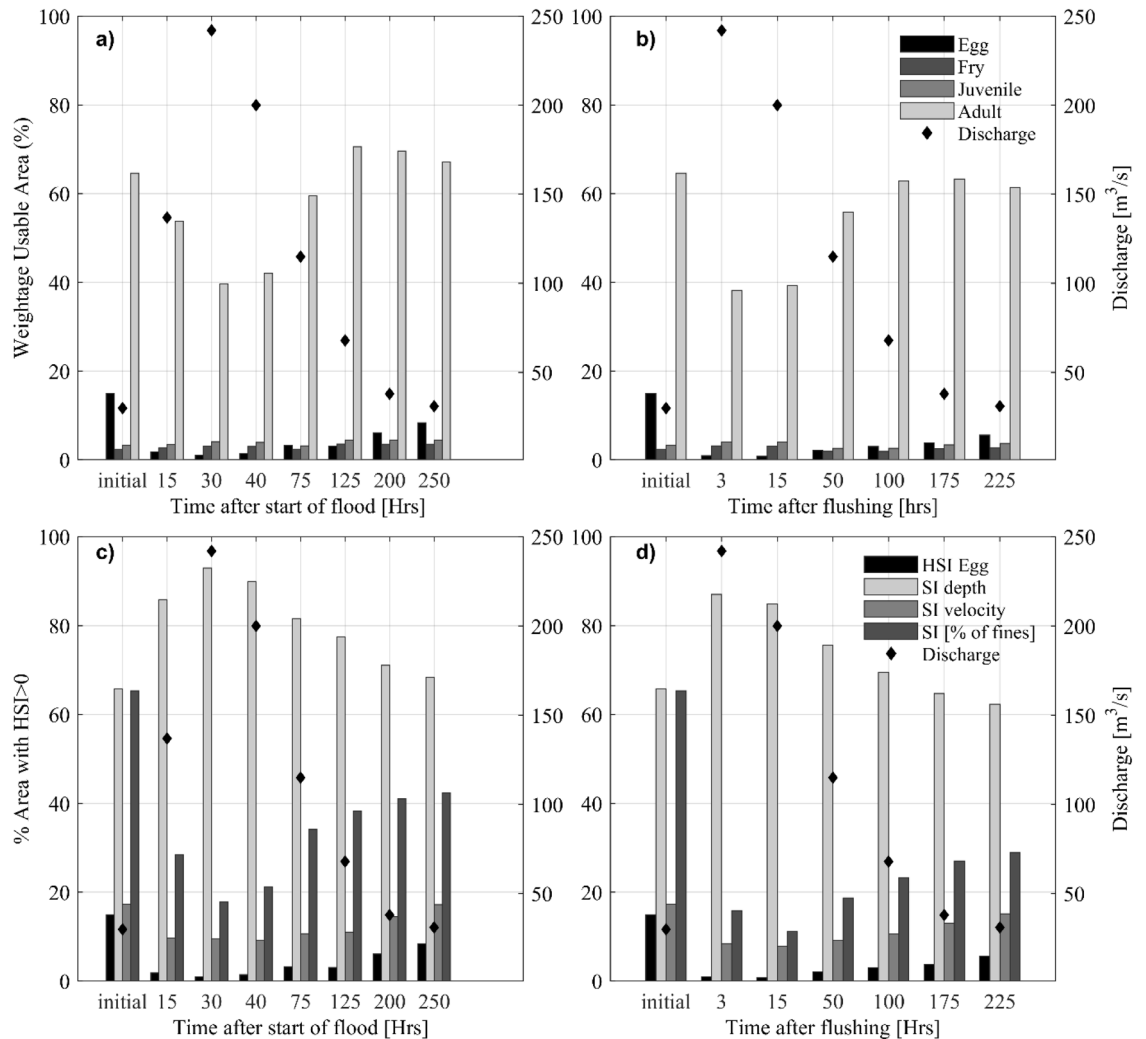 a)
100
80
60
40
20
0
250
200
150
100
50
Weightage Usable Area (%)
initial 15 30 40 75 125 200 250
Time after start of flood [Hrs]
b)
100
80
60
40
20
0
Egg
Fry
Juvenile
Adult
Discharge
250
200
150
100
50
Discharge [m³/s]
initial 3 15 50 100 175 225
Time after flushing [hrs]
c)
100
80
60
40
20
0
250
200
150
100
50
% Area with HSI>0
initial 15 30 40 75 125 200 250
Time after start of flood [Hrs]
d)
100
80
60
40
20
0
HSI Egg
SI depth
SI velocity
SI [% of fines]
Discharge
250
200
150
100
50
Discharge [m³/s]
initial 3 15 50 100 175 225
Time after flushing [Hrs]